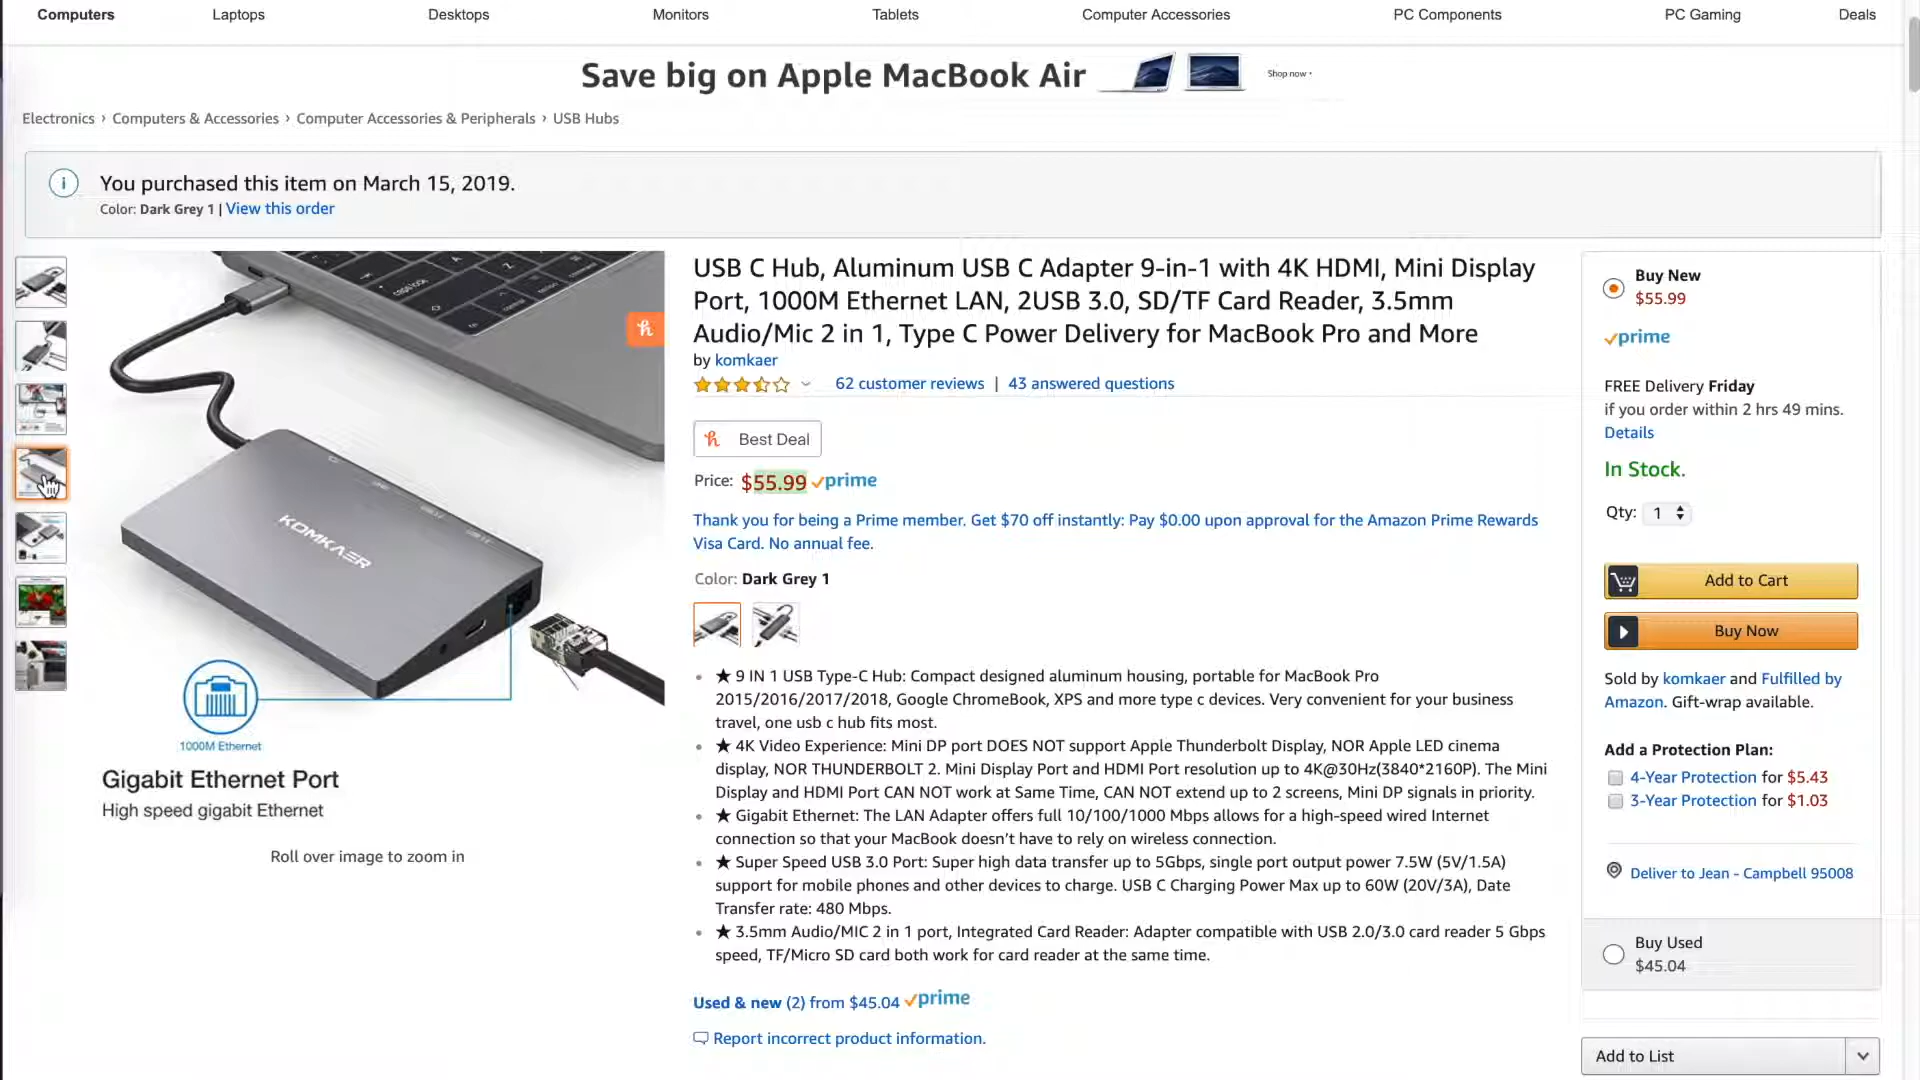 Computers Laptops Desktops Monitors Tablets Computer Accessories PC Components PC Gaming Deals
Save big on Apple MacBook Air Shop now
Electronics › Computers & Accessories › Computer Accessories & Peripherals › USB Hubs
You purchased this item on March 15, 2019.
Color: Dark Grey 1 | View this order
KOMKAER
1000M Ethernet
Gigabit Ethernet Port
High speed gigabit Ethernet
Roll over image to zoom in
USB C Hub, Aluminum USB C Adapter 9-in-1 with 4K HDMI, Mini Display
Port, 1000M Ethernet LAN, 2USB 3.0, SD/TF Card Reader, 3.5mm
Audio/Mic 2 in 1, Type C Power Delivery for MacBook Pro and More
by komkaer
62 customer reviews | 43 answered questions
Best Deal
Price: $55.99 prime
Thank you for being a Prime member. Get $70 off instantly: Pay $0.00 upon approval for the Amazon Prime Rewards
Visa Card. No annual fee.
Color: Dark Grey 1
★ 9 IN 1 USB Type-C Hub: Compact designed aluminum housing, portable for MacBook Pro
2015/2016/2017/2018, Google ChromeBook, XPS and more type c devices. Very convenient for your business
travel, one usb c hub fits most.
★ 4K Video Experience: Mini DP port DOES NOT support Apple Thunderbolt Display, NOR Apple LED cinema
display, NOR THUNDERBOLT 2. Mini Display Port and HDMI Port resolution up to 4K@30Hz(3840*2160P). The Mini
Display and HDMI Port CAN NOT work at Same Time, CAN NOT extend up to 2 screens, Mini DP signals in priority.
★ Gigabit Ethernet: The LAN Adapter offers full 10/100/1000 Mbps allows for a high-speed wired Internet
connection so that your MacBook doesn’t have to rely on wireless connection.
★ Super Speed USB 3.0 Port: Super high data transfer up to 5Gbps, single port output power 7.5W (5V/1.5A)
support for mobile phones and other devices to charge. USB C Charging Power Max up to 60W (20V/3A), Date
Transfer rate: 480 Mbps.
★ 3.5mm Audio/MIC 2 in 1 port, Integrated Card Reader: Adapter compatible with USB 2.0/3.0 card reader 5 Gbps
speed, TF/Micro SD card both work for card reader at the same time.
Used & new (2) from $45.04 prime
Report incorrect product information.
Buy New
$55.99
prime
FREE Delivery Friday
if you order within 2 hrs 49 mins.
Details
In Stock.
Qty: 1
Add to Cart
Buy Now
Sold by komkaer and Fulfilled by
Amazon. Gift-wrap available.
Add a Protection Plan:
4-Year Protection for $5.43
3-Year Protection for $1.03
Deliver to Jean - Campbell 95008
Buy Used
$45.04
Add to List